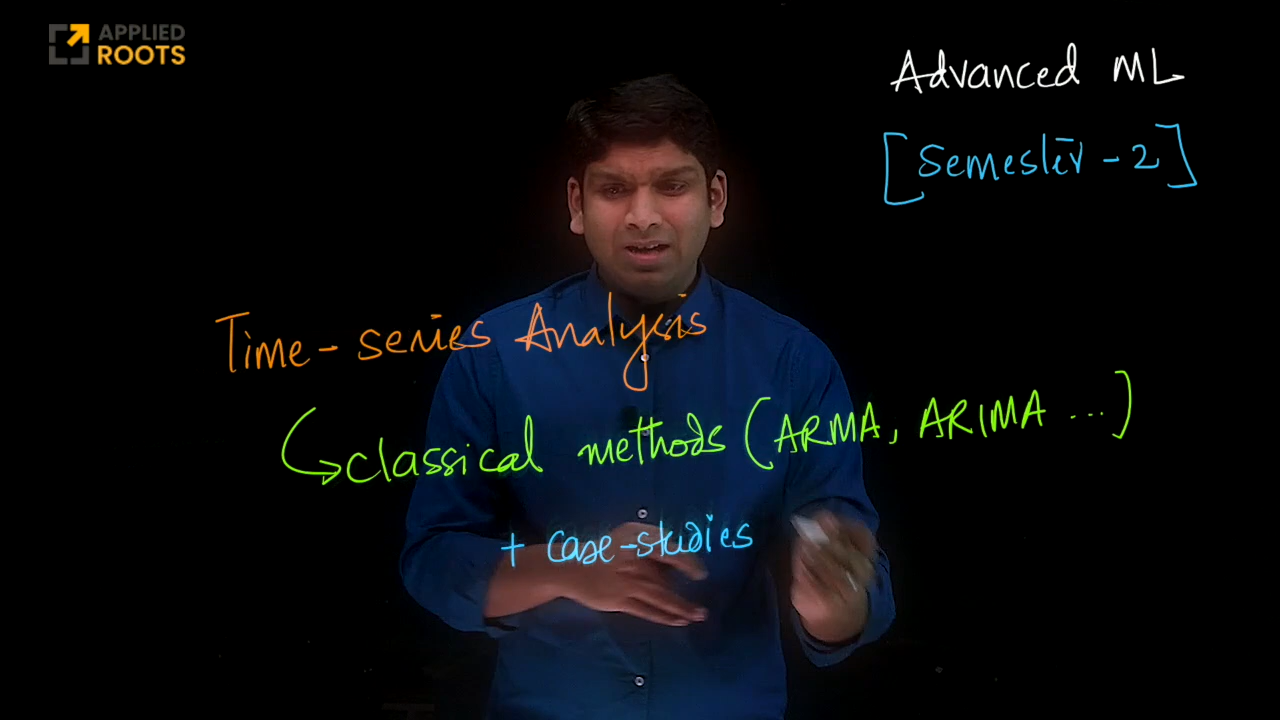 APPLIED
ROOTS
Advanced ML
[Semester - 2]
Time - series Analysis
classical methods (ARMA, ARIMA ...)
+ case-studies